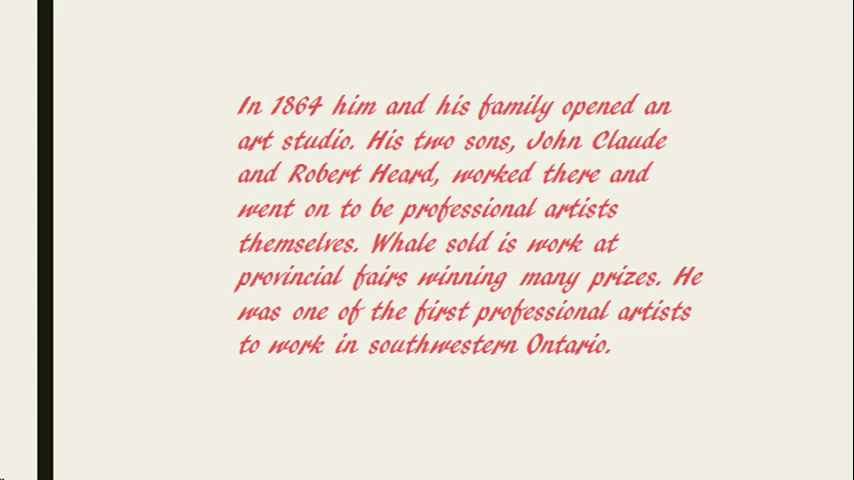 In 1864 him and his family opened an
art studio. His two sons, John Claude
and Robert Heard, worked there and
went on to be professional artists
themselves. Whale sold is work at
provincial fairs winning many prizes. He
was one of the first professional artists
to work in southwestern Ontario.